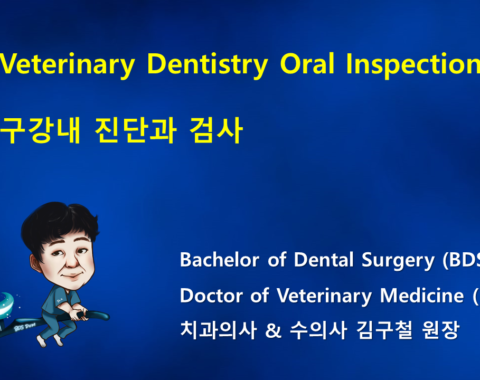 Veterinary Dentistry Oral Inspection
구강내 진단과 검사
Bachelor of Dental Surgery (BDS
Doctor of Veterinary Medicine (
치과의사 & 수의사 김구철 원장